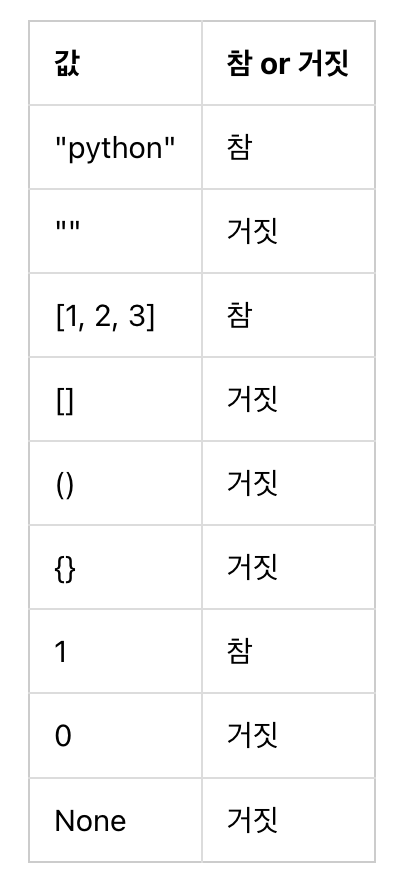 값 참 or 거짓
"python" 참
"" 거짓
[1, 2, 3] 참
[] 거짓
() 거짓
{} 거짓
1 참
0 거짓
None 거짓